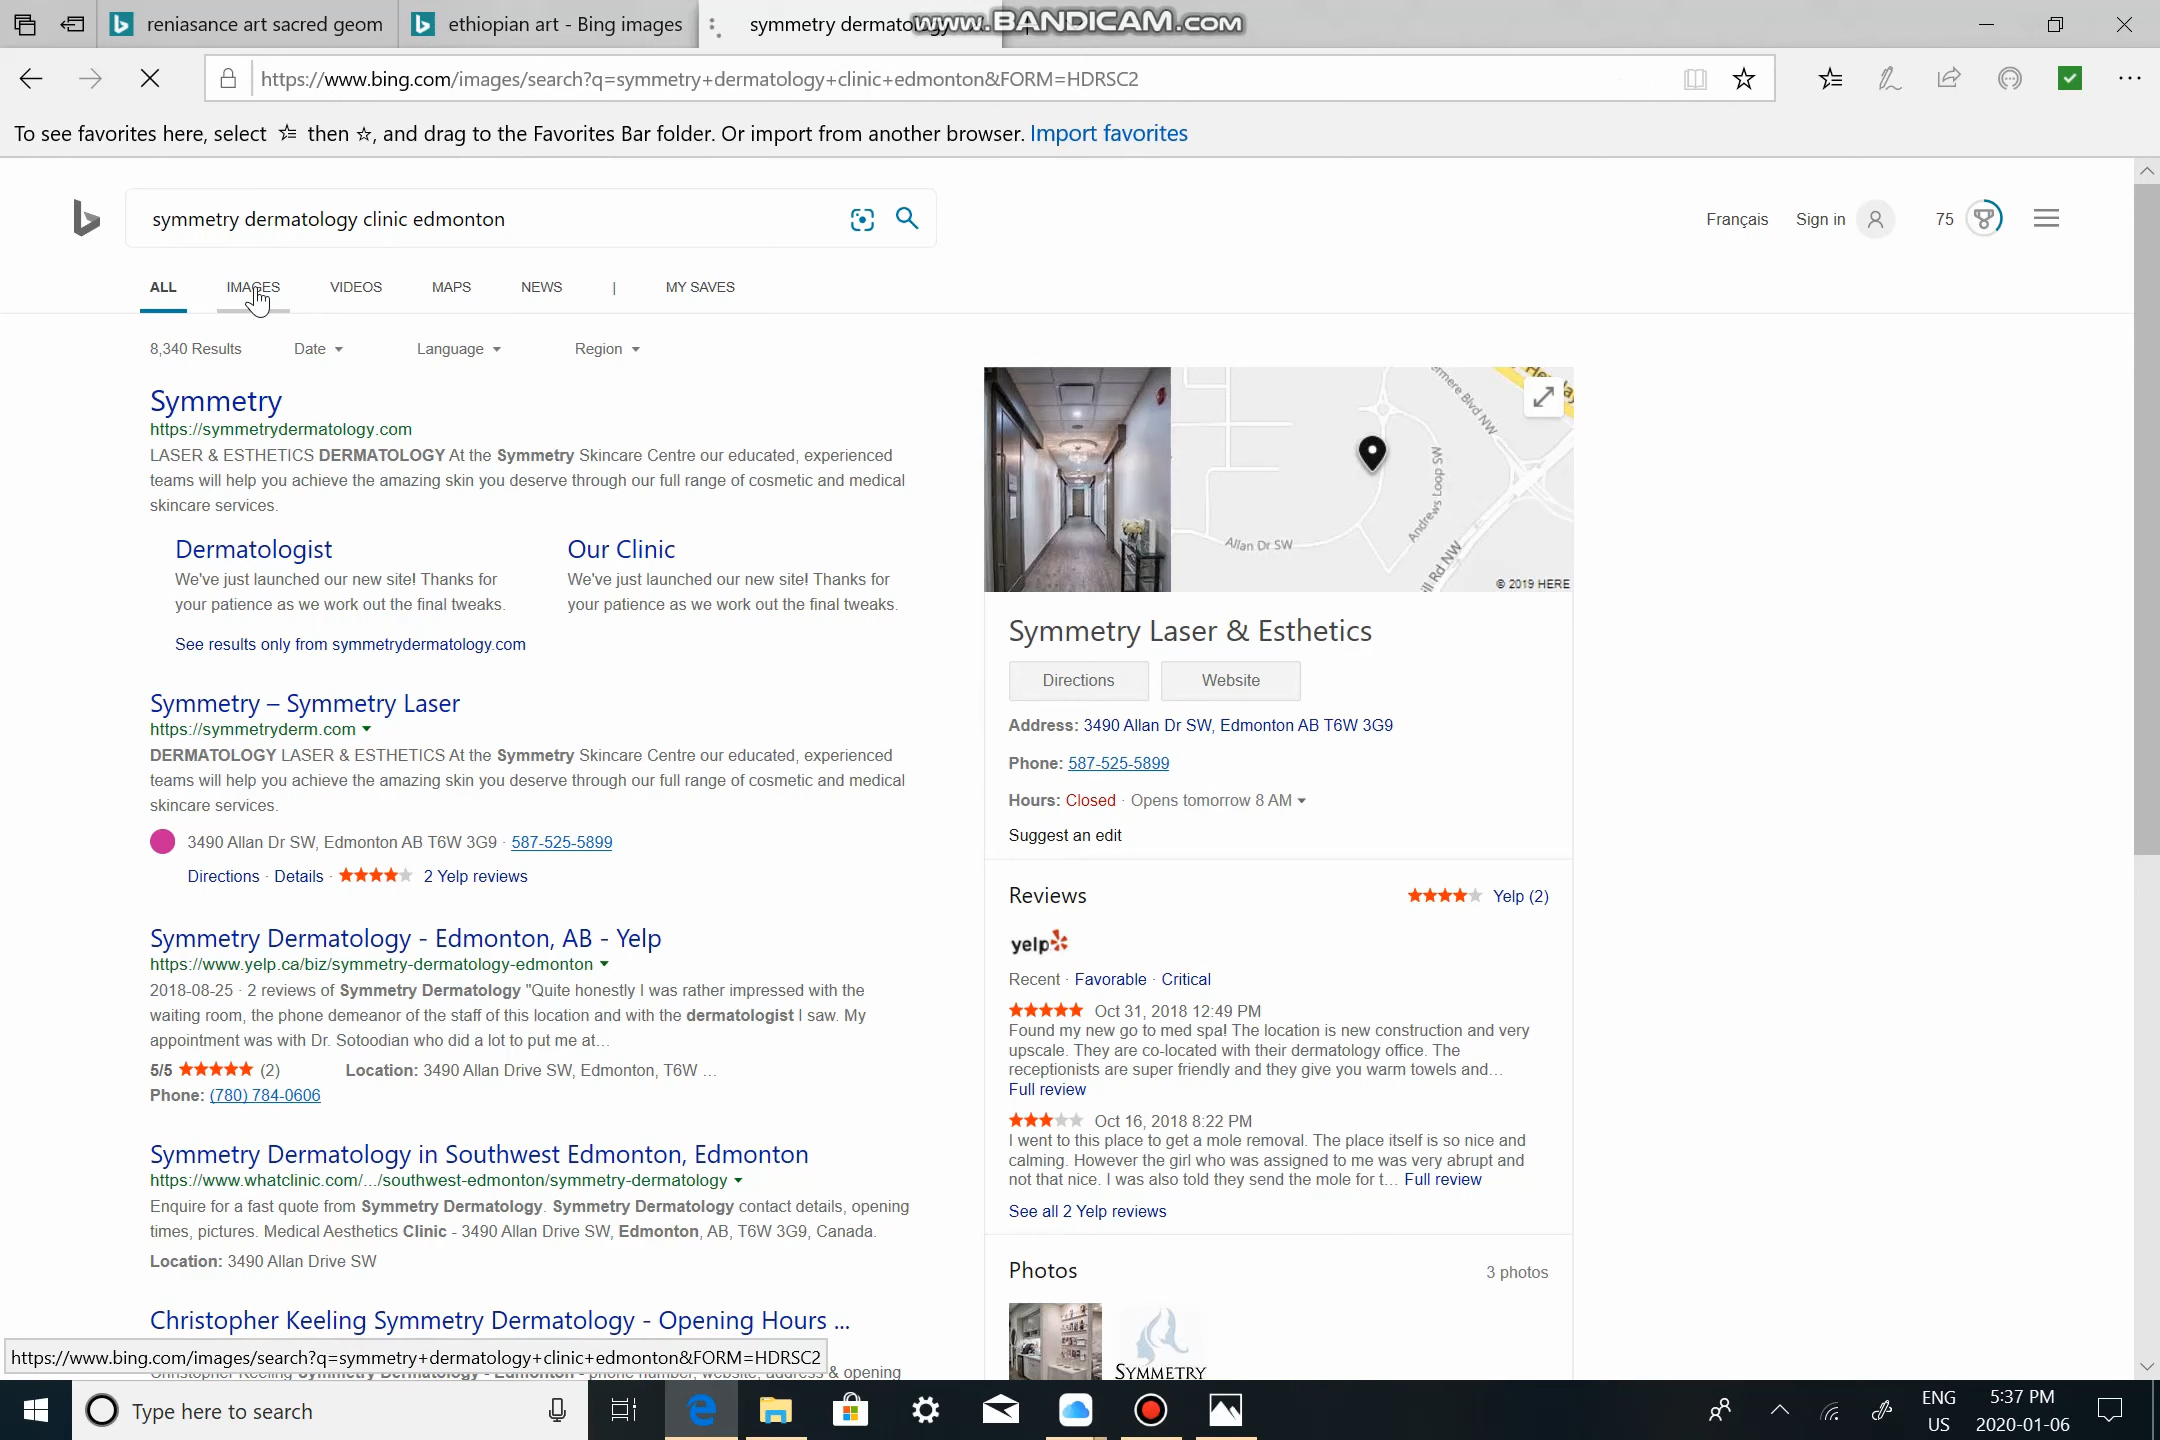 reniasance art sacred geom
ethiopian art - Bing images
symmetry dermatology
www.BANDICAM.com
https://www.bing.com/images/search?q=symmetry+dermatology+clinic+edmonton&FORM=HDRSC2
To see favorites here, select then , and drag to the Favorites Bar folder. Or import from another browser. Import favorites
symmetry dermatology clinic edmonton
Français Sign in 75
ALL IMAGES VIDEOS MAPS NEWS | MY SAVES
8,340 Results Date Language Region
Symmetry
https://symmetrydermatology.com
LASER & ESTHETICS DERMATOLOGY At the Symmetry Skincare Centre our educated, experienced
teams will help you achieve the amazing skin you deserve through our full range of cosmetic and medical
skincare services.
Dermatologist
We've just launched our new site! Thanks for
your patience as we work out the final tweaks.
Our Clinic
We've just launched our new site! Thanks for
your patience as we work out the final tweaks.
See results only from symmetrydermatology.com
Symmetry – Symmetry Laser
https://symmetryderm.com
DERMATOLOGY LASER & ESTHETICS At the Symmetry Skincare Centre our educated, experienced
teams will help you achieve the amazing skin you deserve through our full range of cosmetic and medical
skincare services.
3490 Allan Dr SW, Edmonton AB T6W 3G9 · 587-525-5899
Directions · Details · 2 Yelp reviews
Symmetry Dermatology - Edmonton, AB - Yelp
https://www.yelp.ca/biz/symmetry-dermatology-edmonton
2018-08-25 · 2 reviews of Symmetry Dermatology "Quite honestly I was rather impressed with the
waiting room, the phone demeanor of the staff of this location and with the dermatologist I saw. My
appointment was with Dr. Sotoodian who did a lot to put me at…
5/5 (2) Location: 3490 Allan Drive SW, Edmonton, T6W ...
Phone: (780) 784-0606
Symmetry Dermatology in Southwest Edmonton, Edmonton
https://www.whatclinic.com/.../southwest-edmonton/symmetry-dermatology
Enquire for a fast quote from Symmetry Dermatology. Symmetry Dermatology contact details, opening
times, pictures. Medical Aesthetics Clinic - 3490 Allan Drive SW, Edmonton, AB, T6W 3G9, Canada.
Location: 3490 Allan Drive SW
Christopher Keeling Symmetry Dermatology - Opening Hours ...
https://www.bing.com/images/search?q=symmetry+dermatology+clinic+edmonton&FORM=HDRSC2
Christopher Keeling Symmetry Dermatology - Edmonton - phone number, website, address & opening
ermere Blvd NW
Andrews Loop SW
Allan Dr SW
ill Rd NW
© 2019 HERE
Symmetry Laser & Esthetics
Directions Website
Address: 3490 Allan Dr SW, Edmonton AB T6W 3G9
Phone: 587-525-5899
Hours: Closed · Opens tomorrow 8 AM
Suggest an edit
Reviews Yelp (2)
yelp
Recent · Favorable · Critical
Oct 31, 2018 12:49 PM
Found my new go to med spa! The location is new construction and very
upscale. They are co-located with their dermatology office. The
receptionists are super friendly and they give you warm towels and...
Full review
Oct 16, 2018 8:22 PM
I went to this place to get a mole removal. The place itself is so nice and
calming. However the girl who was assigned to me was very abrupt and
not that nice. I was also told they send the mole for t... Full review
See all 2 Yelp reviews
Photos 3 photos
SYMMETRY
Type here to search
ENG
US
5:37 PM
2020-01-06